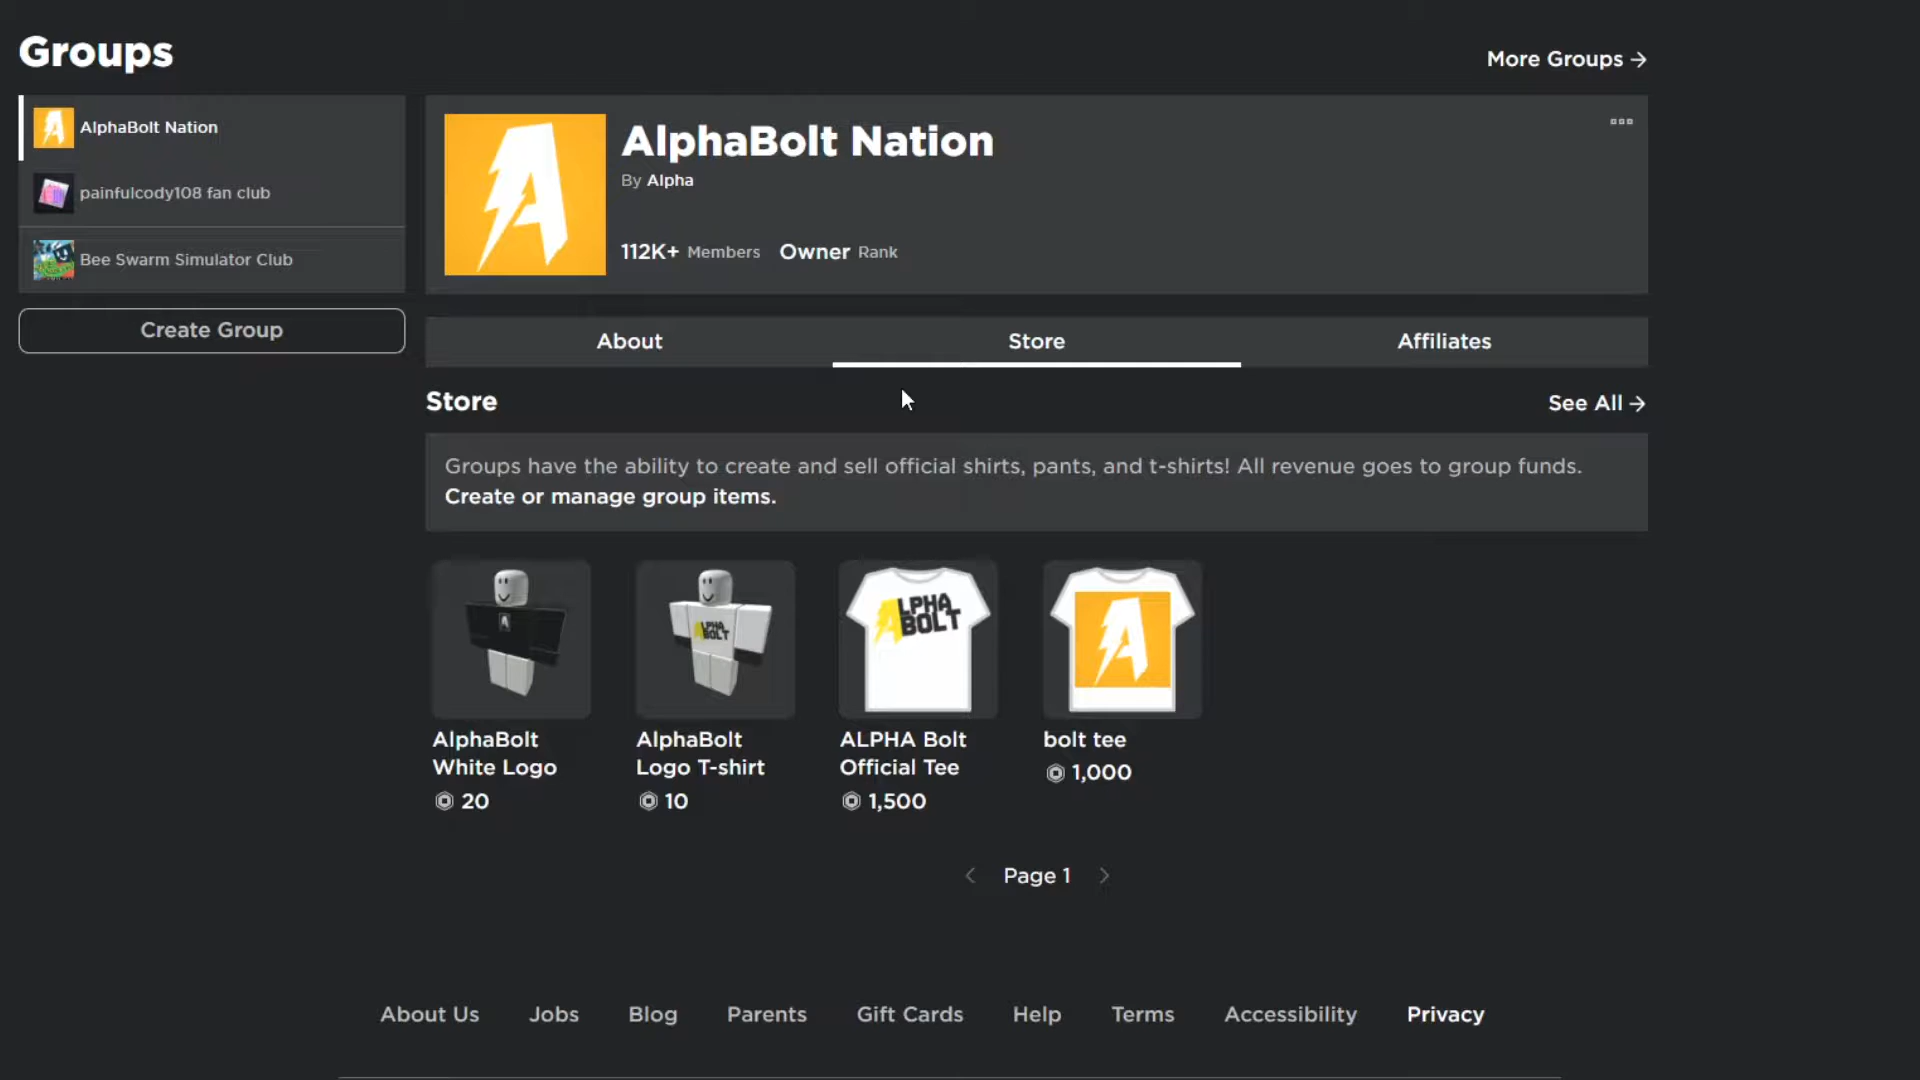 Groups
More Groups →
AlphaBolt Nation
painfulcody108 fan club
Bee Swarm Simulator Club
Create Group
AlphaBolt Nation
By Alpha
112K+ Members Owner Rank
About Store Affiliates
Store
See All →
Groups have the ability to create and sell official shirts, pants, and t-shirts! All revenue goes to group funds.
Create or manage group items.
A
ALPHA
BOLT
ALPHA
BOLT
A
AlphaBolt
White Logo
20
AlphaBolt
Logo T-shirt
10
ALPHA Bolt
Official Tee
1,500
bolt tee
1,000
< Page 1 >
About Us Jobs Blog Parents Gift Cards Help Terms Accessibility Privacy